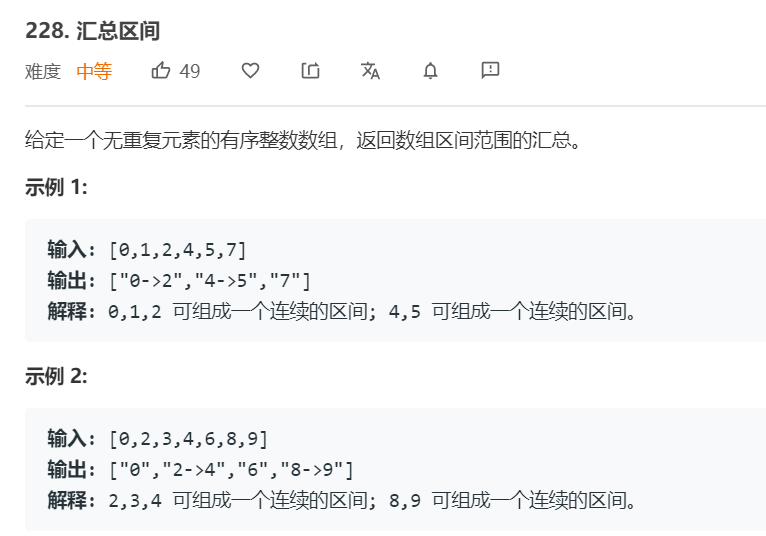 228. 汇总区间
难度 中等 49
给定一个无重复元素的有序整数数组，返回数组区间范围的汇总。
示例 1:
输入: [0,1,2,4,5,7]
输出: ["0->2","4->5","7"]
解释: 0,1,2 可组成一个连续的区间; 4,5 可组成一个连续的区间。
示例 2:
输入: [0,2,3,4,6,8,9]
输出: ["0","2->4","6","8->9"]
解释: 2,3,4 可组成一个连续的区间; 8,9 可组成一个连续的区间。